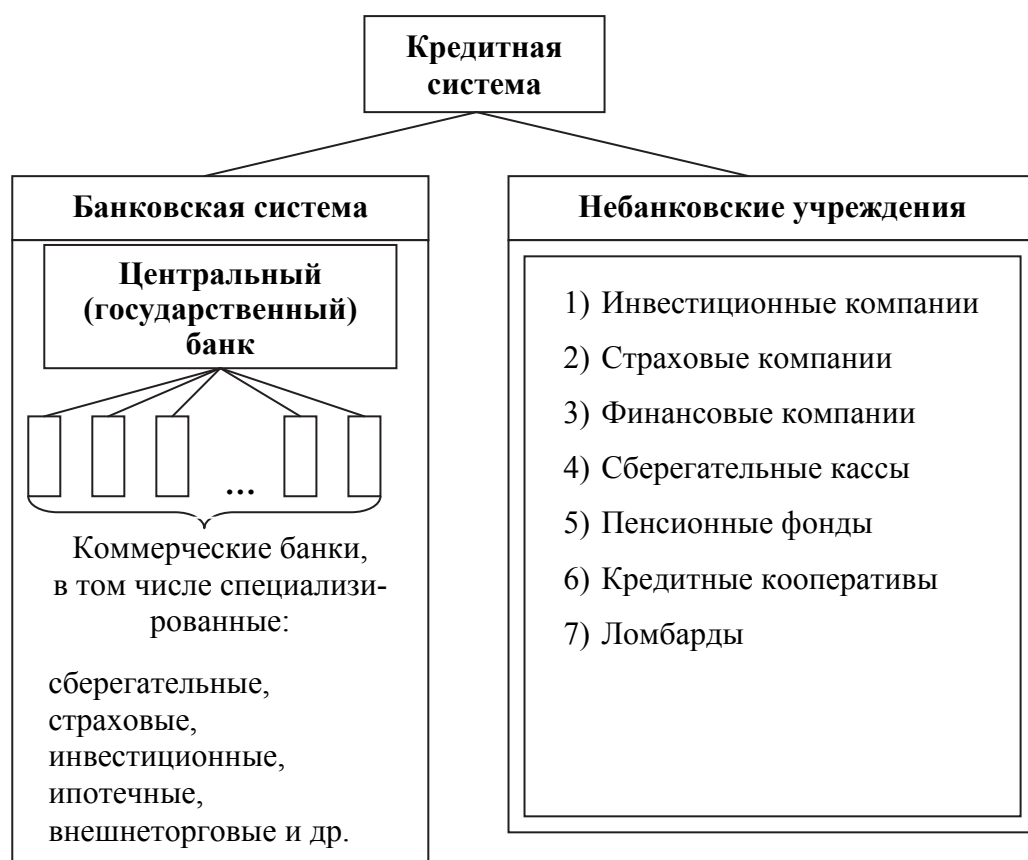 Кредитная
система
Банковская система
Центральный
(государственный)
банк
...
Коммерческие банки,
в том числе специализи-
рованные:
сберегательные,
страховые,
инвестиционные,
ипотечные,
внешнеторговые и др.
Небанковские учреждения
1) Инвестиционные компании
2) Страховые компании
3) Финансовые компании
4) Сберегательные кассы
5) Пенсионные фонды
6) Кредитные кооперативы
7) Ломбарды